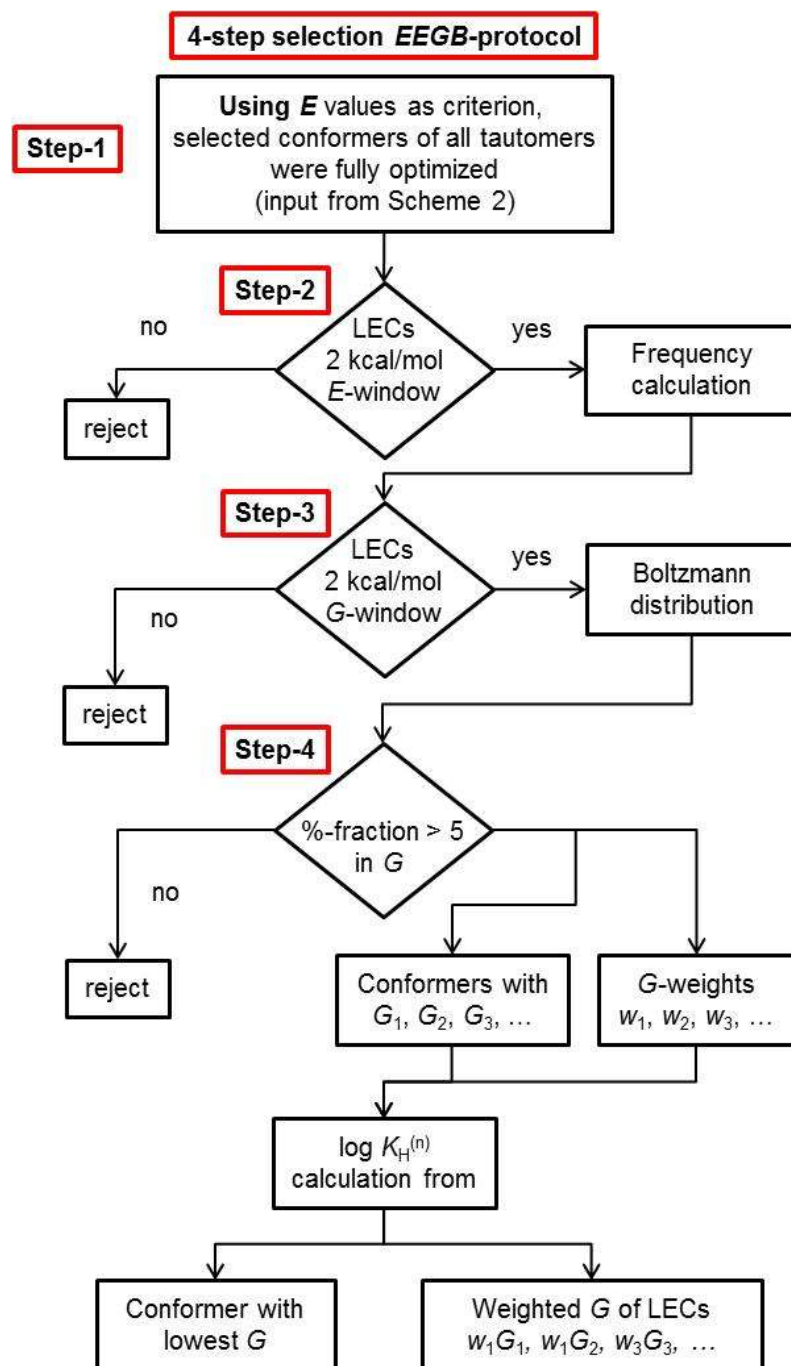 4-step selection EEGB-protocol
Step-1
Using E values as criterion,
selected conformers of all tautomers
were fully optimized
(input from Scheme 2)
Step-2
no
LECs
2 kcal/mol
E-window
yes
Frequency
calculation
reject
Step-3
LECs
2 kcal/mol
G-window
yes
Boltzmann
distribution
no
reject
Step-4
%-fraction > 5
in G
no
reject
Conformers with
G₁, G₂, G₃, …
G-weights
w₁, w₂, w₃, …
log K_H⁽ⁿ⁾
calculation from
Conformer with
lowest G
Weighted G of LECs
w₁G₁, w₁G₂, w₃G₃, …